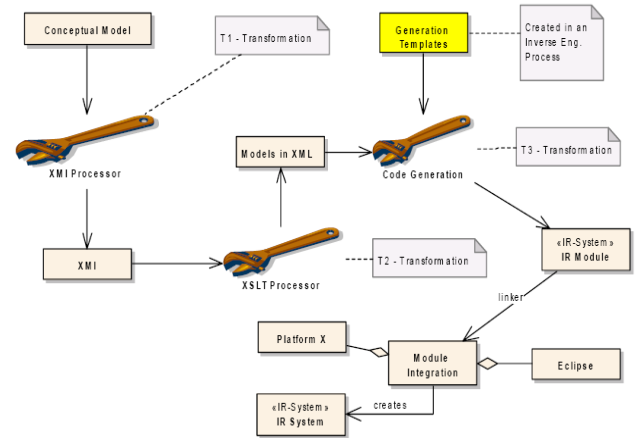 Conceptual Model
T1 - Transformation
Generation
Templates
Created in an
Inverse Eng.
Process
XMI Processor
Models in XML
Code Generation
T3 - Transformation
XMI
XSLT Processor
T2 - Transformation
«IR-System»
IR Module
linker
Platform X
Module
Integration
Eclipse
«IR-System»
IR System
creates